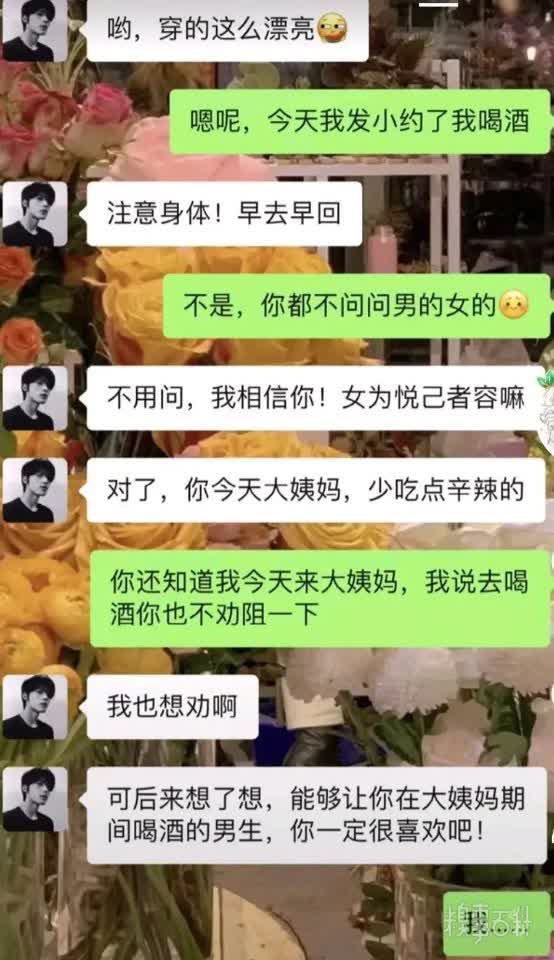 哟，穿的这么漂亮
嗯呢，今天我发小约了我喝酒
注意身体！早去早回
不是，你都不问问男的女的
不用问，我相信你！女为悦己者容嘛
对了，你今天大姨妈，少吃点辛辣的
你还知道我今天来大姨妈，我说去喝
酒你也不劝阻一下
我也想劝啊
可后来想了想，能够让你在大姨妈期
间喝酒的男生，你一定很喜欢吧！
我